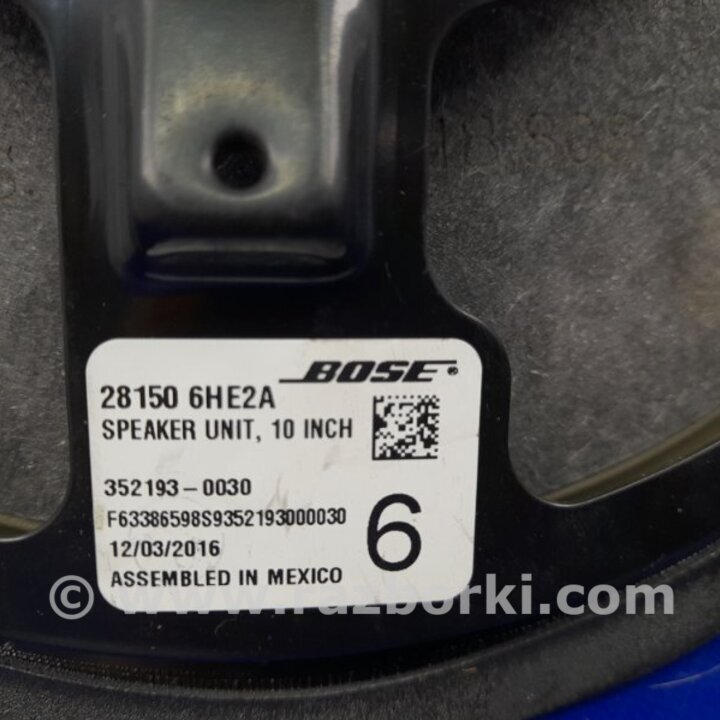 BOSE®
28150 6HE2A
SPEAKER UNIT, 10 INCH
352193-0030
F63386598S9352193000030
6
12/03/2016
ASSEMBLED IN MEXICO
© www.razborki.com